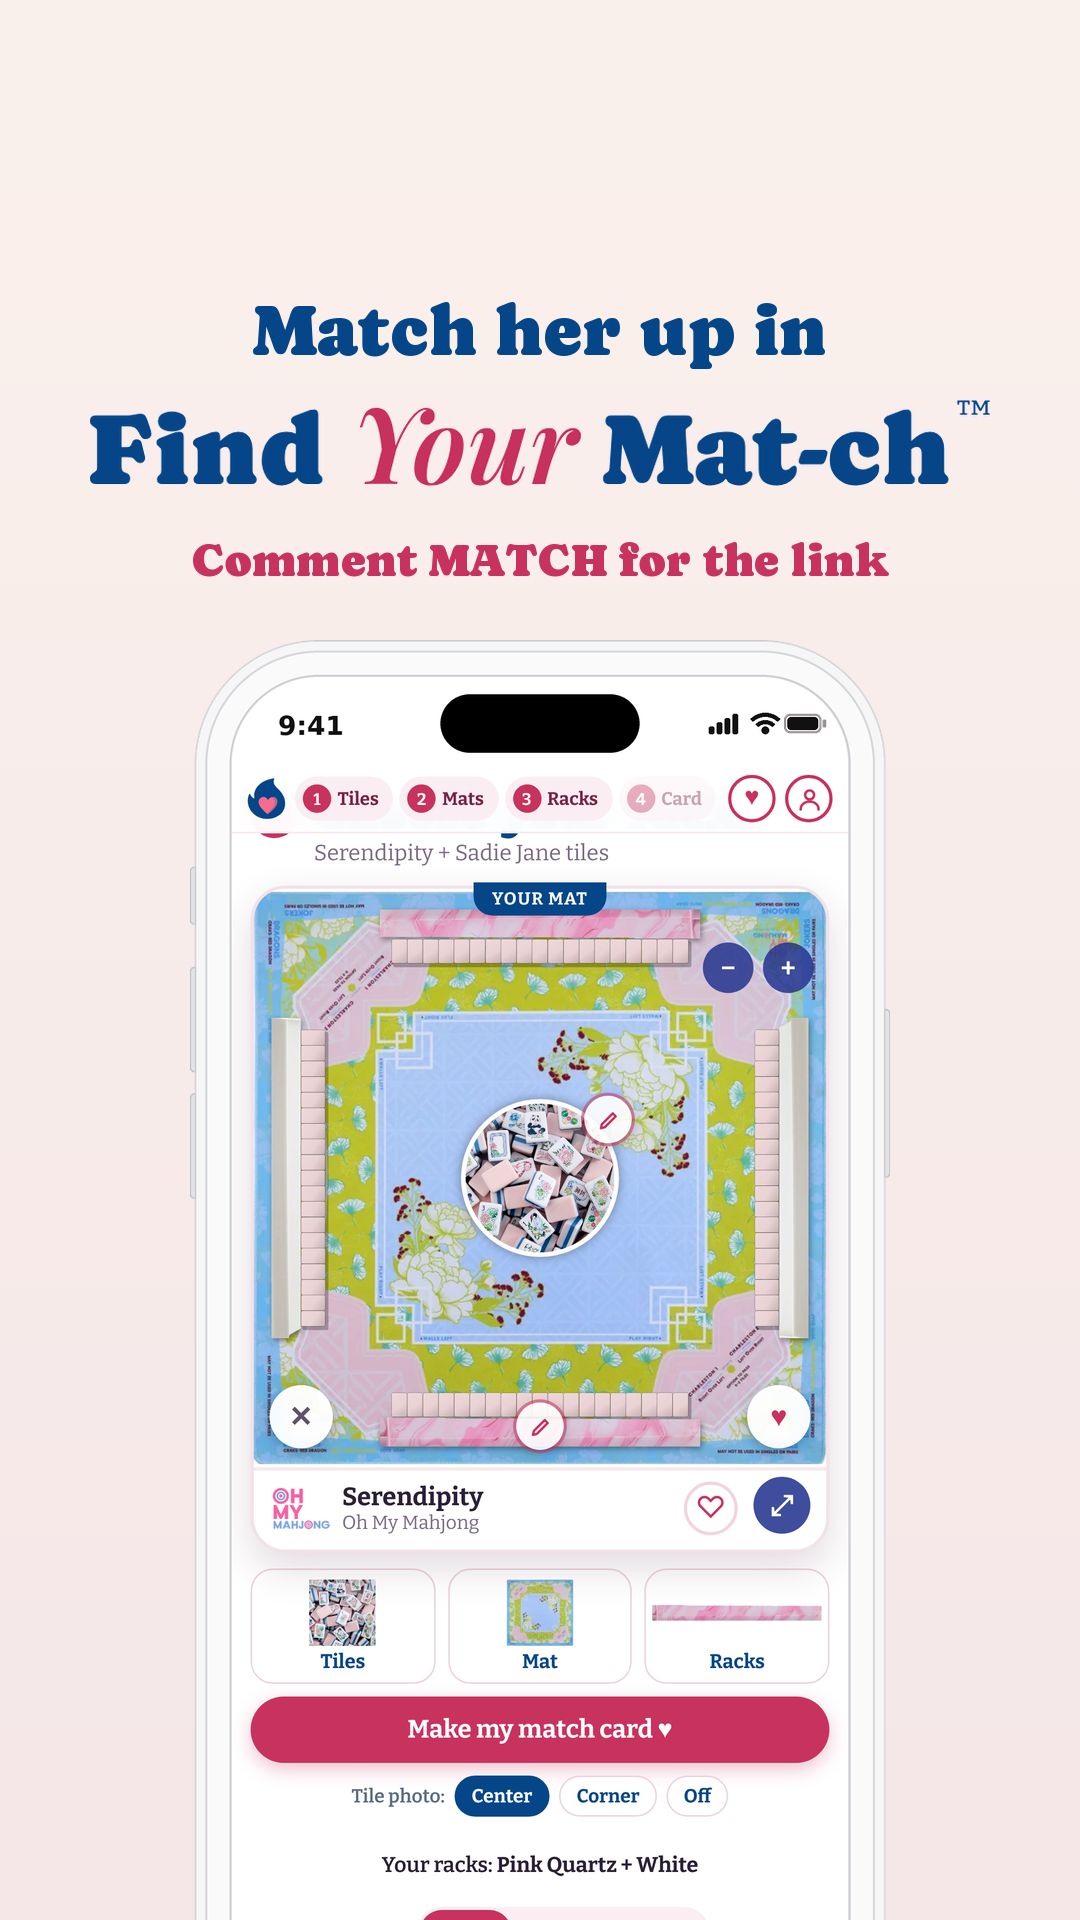 Match her up in
Find Your Mat-ch™
Comment MATCH for the link
9:41
1 Tiles
2 Mats
3 Racks
4 Card
Serendipity + Sadie Jane tiles
YOUR MAT
OH
MY
MAHJONG
Serendipity
Oh My Mahjong
Tiles
Mat
Racks
Make my match card ♥
Tile photo:
Center
Corner
Off
Your racks: Pink Quartz + White